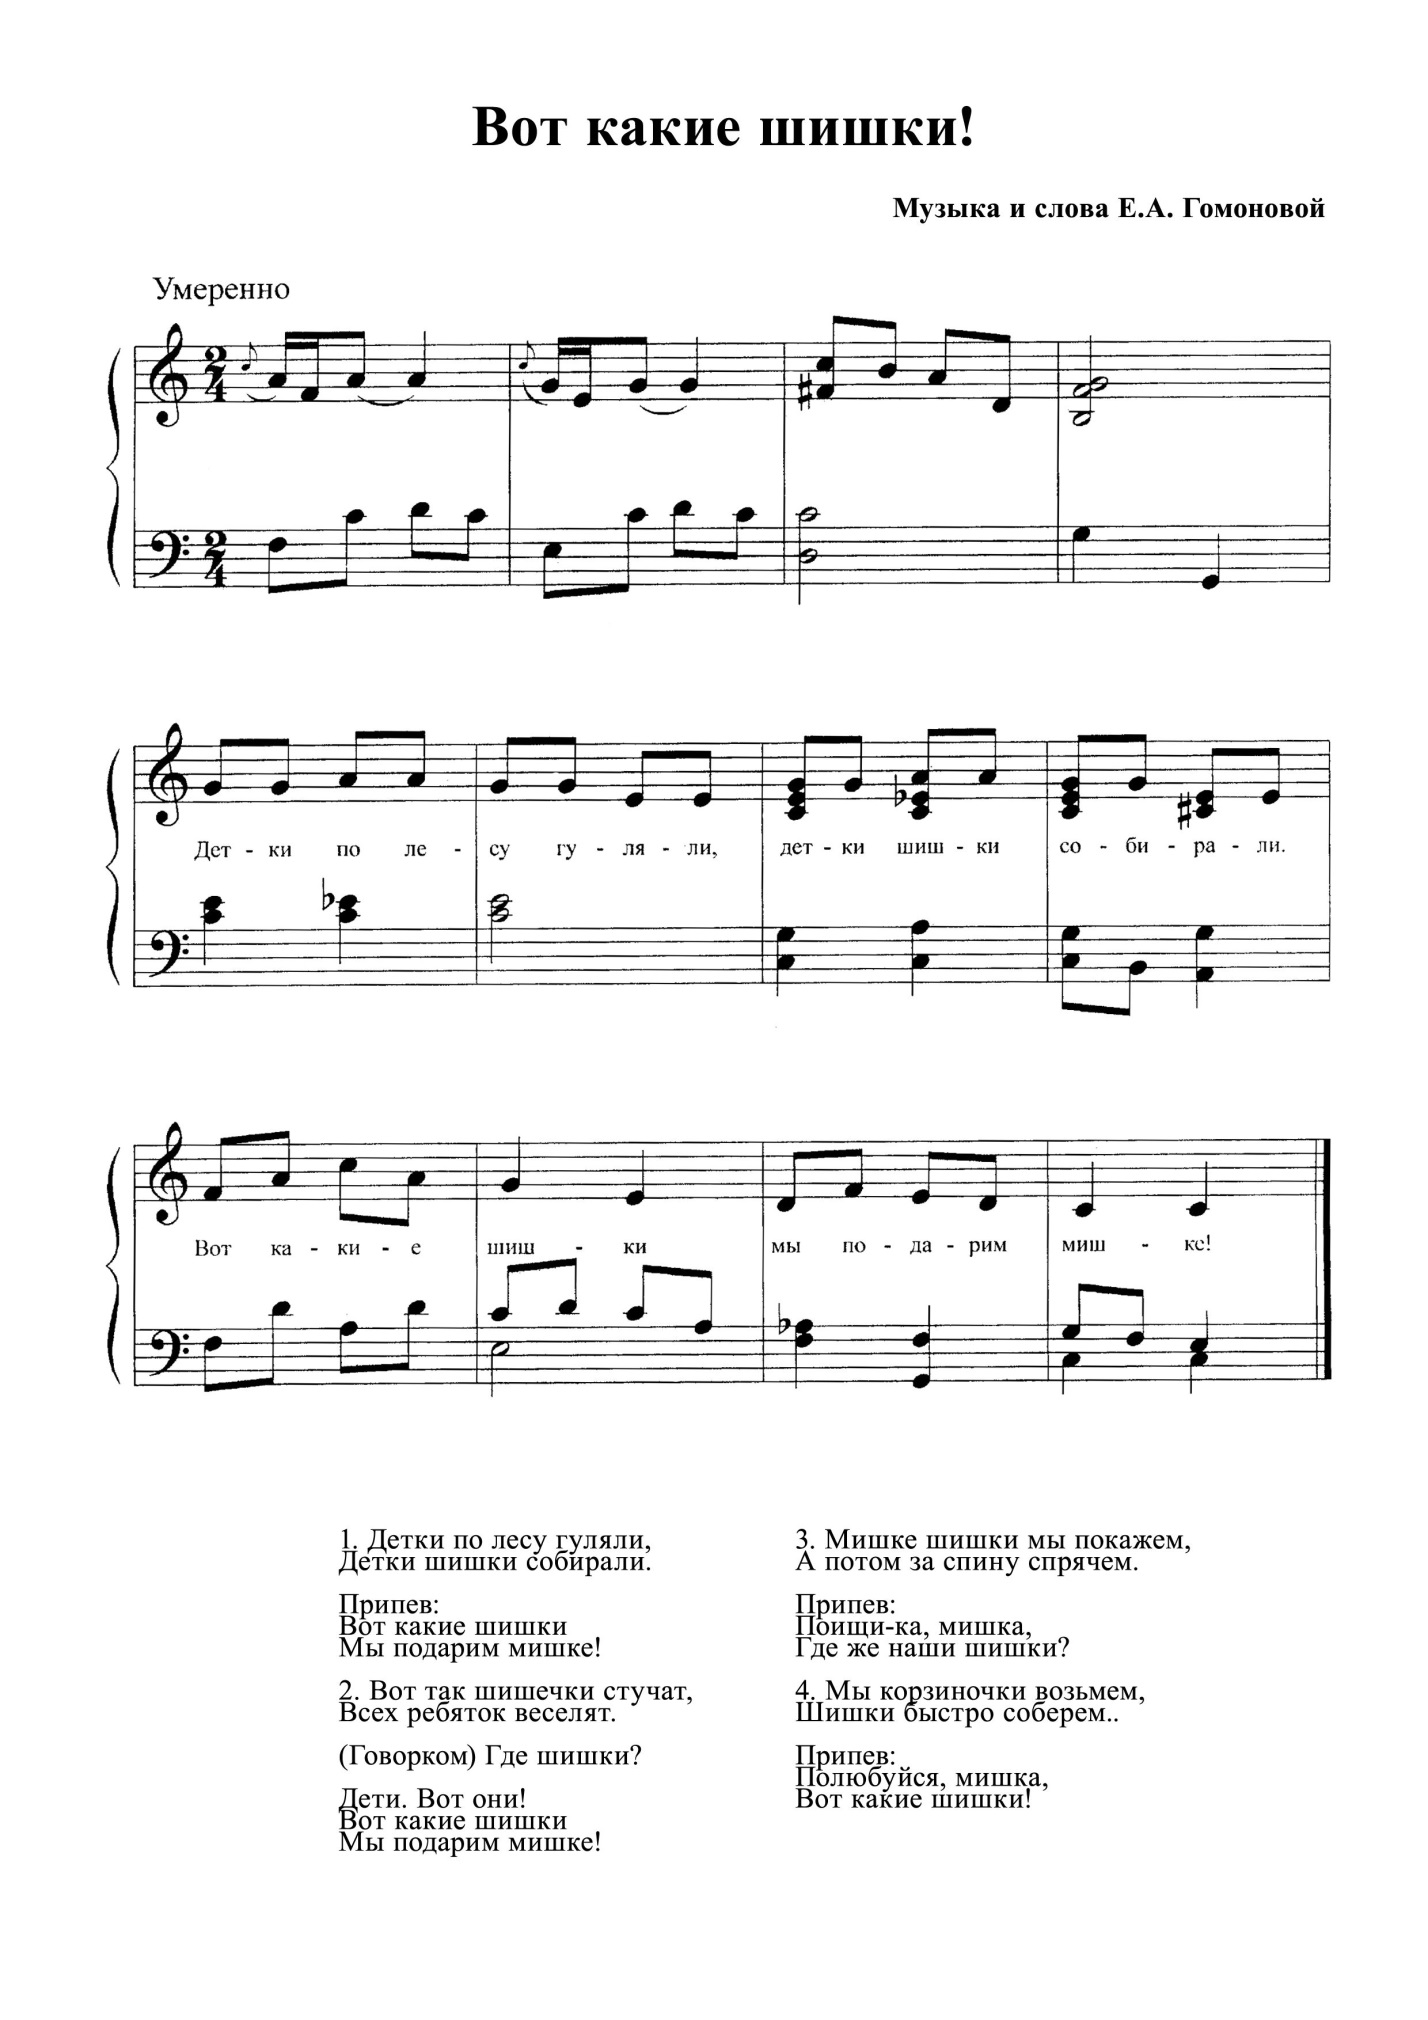 Вот какие шишки!
Музыка и слова Е.А. Гомоновой
Умеренно
2 4
2 4
Дет - ки по ле - су гу - ля - ли, дет - ки шиш - ки со - би - ра - ли.
Вот ка - ки - е шиш - ки мы по - да - рим миш - ке!
1. Детки по лесу гуляли,
Детки шишки собирали.
Припев:
Вот какие шишки
Мы подарим мишке!
2. Вот так шишечки стучат,
Всех ребяток веселят.
(Говорком) Где шишки?
Дети. Вот они!
Вот какие шишки
Мы подарим мишке!
3. Мишке шишки мы покажем,
А потом за спину спрячем.
Припев:
Поищи-ка, мишка,
Где же наши шишки?
4. Мы корзиночки возьмем,
Шишки быстро соберем..
Припев:
Полюбуйся, мишка,
Вот какие шишки!